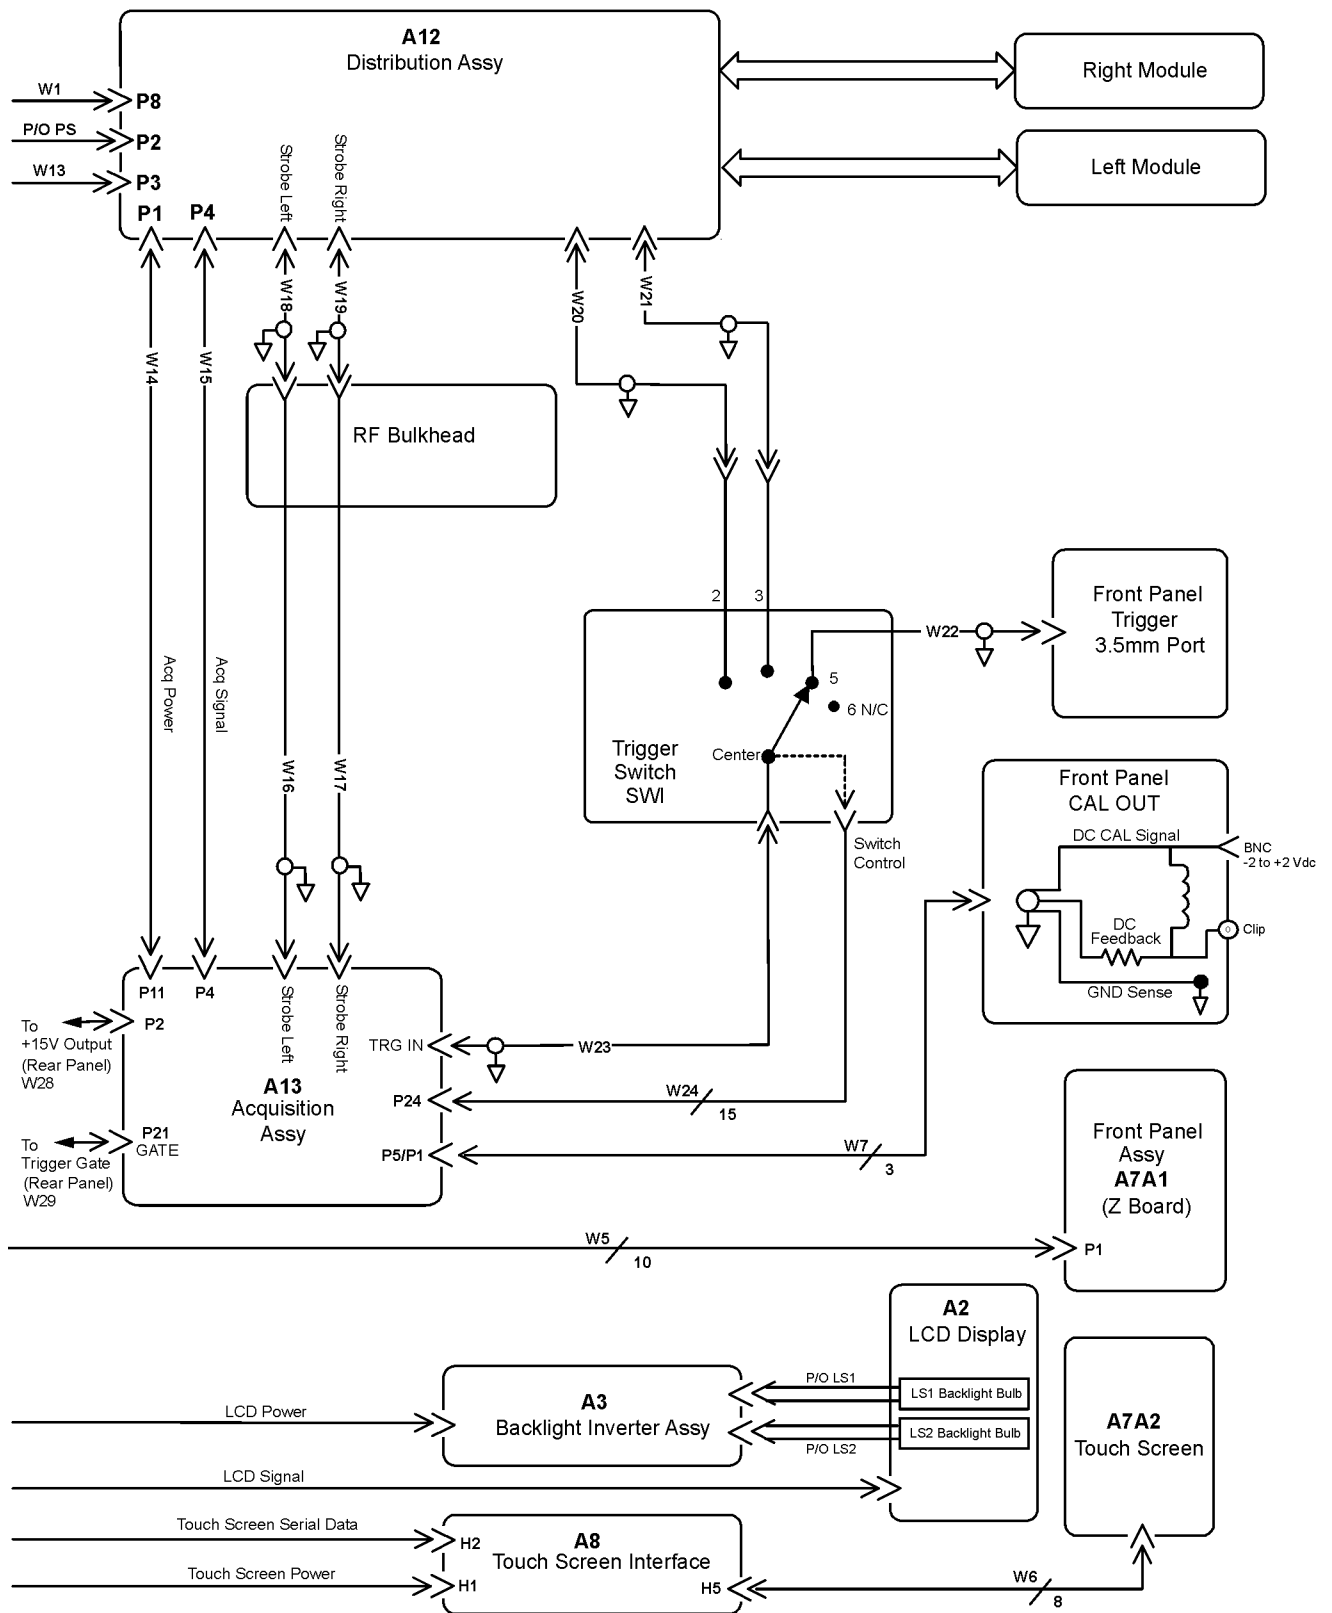 A12
Distribution Assy
Right Module
Left Module
W1
P8
P/O PS
P2
W13
P3
P1
P4
Strobe Left
Strobe Right
W18
W19
W20
W21
W14
W15
RF Bulkhead
Acq Power
Acq Signal
W16
W17
2
3
5
6 N/C
Center
Trigger
Switch
SWI
W22
Front Panel
Trigger
3.5mm Port
Switch
Control
Front Panel
CAL OUT
DC CAL Signal
BNC
-2 to +2 Vdc
DC
Feedback
Clip
GND Sense
P11
P4
Strobe Left
Strobe Right
P2
To
+15V Output
(Rear Panel)
W28
TRG IN
W23
A13
Acquisition
Assy
P24
W24
15
P21
GATE
To
Trigger Gate
(Rear Panel)
W29
P5/P1
W7
3
Front Panel
Assy
A7A1
(Z Board)
P1
W5
10
A2
LCD Display
P/O LS1
LS1 Backlight Bulb
LS2 Backlight Bulb
P/O LS2
A3
Backlight Inverter Assy
LCD Power
LCD Signal
A7A2
Touch Screen
Touch Screen Serial Data
H2
A8
Touch Screen Interface
Touch Screen Power
H1
H5
W6
8